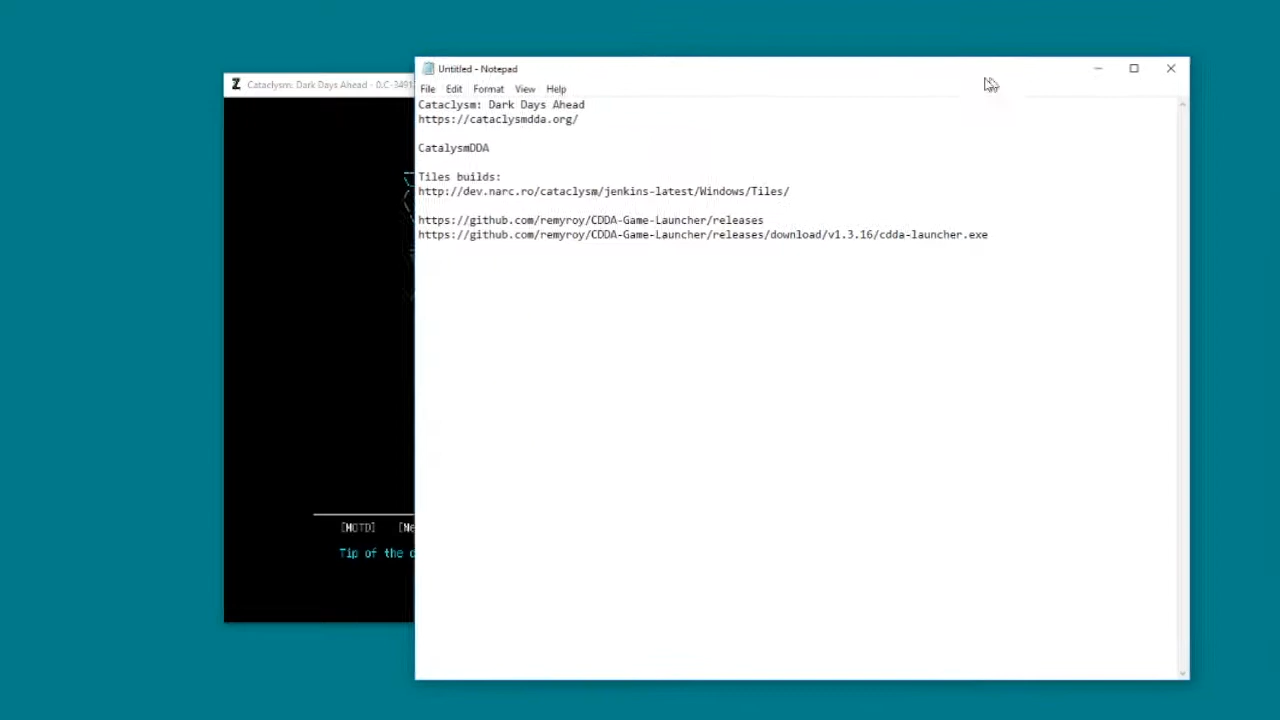 Cataclysm: Dark Days Ahead - 0.C-3491
Untitled - Notepad
File Edit Format View Help
Cataclysm: Dark Days Ahead
https://cataclysmdda.org/
CatalysmDDA
Tiles builds:
http://dev.narc.ro/cataclysm/jenkins-latest/Windows/Tiles/
https://github.com/remyroy/CDDA-Game-Launcher/releases
https://github.com/remyroy/CDDA-Game-Launcher/releases/download/v1.3.16/cdda-launcher.exe
[MOTD] [Ne
Tip of the d